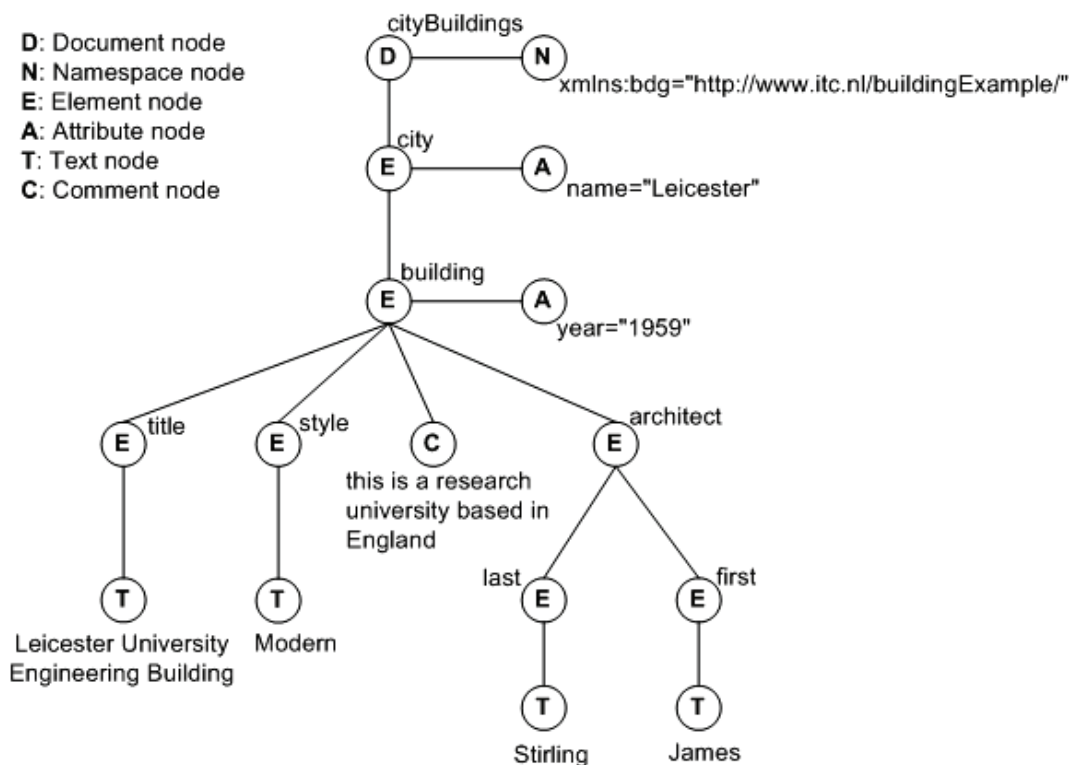 D: Document node
N: Namespace node
E: Element node
A: Attribute node
T: Text node
C: Comment node
cityBuildings
D
N
xmlns:bdg="http://www.itc.nl/buildingExample/"
city
E
A
name="Leicester"
building
E
A
year="1959"
E
title
E
style
C
this is a research
university based in
England
architect
E
T
Leicester University
Engineering Building
T
Modern
last
E
first
E
T
Stirling
T
James